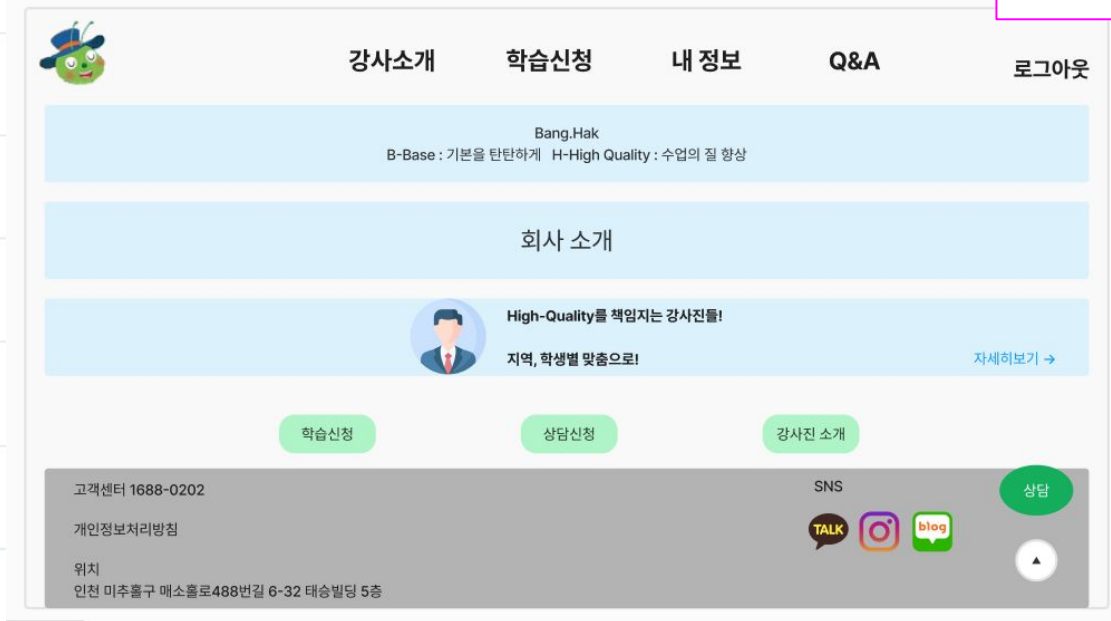 강사소개 학습신청 내 정보 Q&A 로그아웃
Bang.Hak
B-Base : 기본을 탄탄하게 H-High Quality : 수업의 질 향상
회사 소개
High-Quality를 책임지는 강사진들!
지역, 학생별 맞춤으로!
자세히보기 →
학습신청 상담신청 강사진 소개
고객센터 1688-0202
개인정보처리방침
위치
인천 미추홀구 매소홀로488번길 6-32 태승빌딩 5층
SNS
TALK
blog
상담